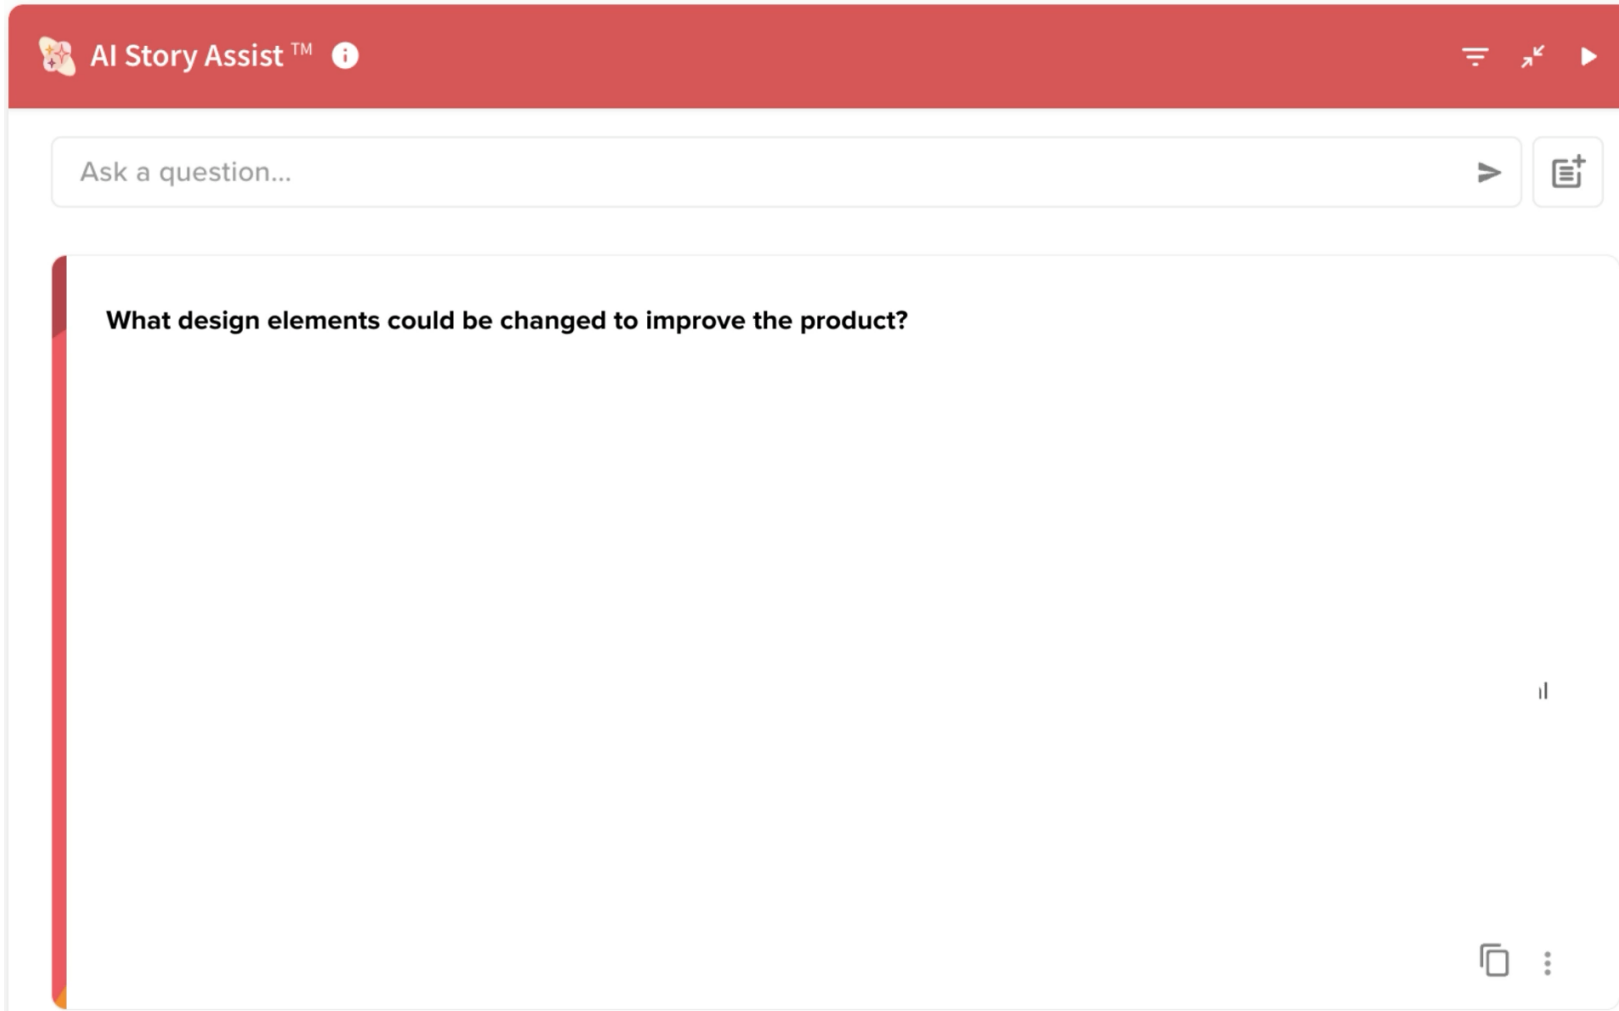 AI Story Assist TM
Ask a question...
What design elements could be changed to improve the product?